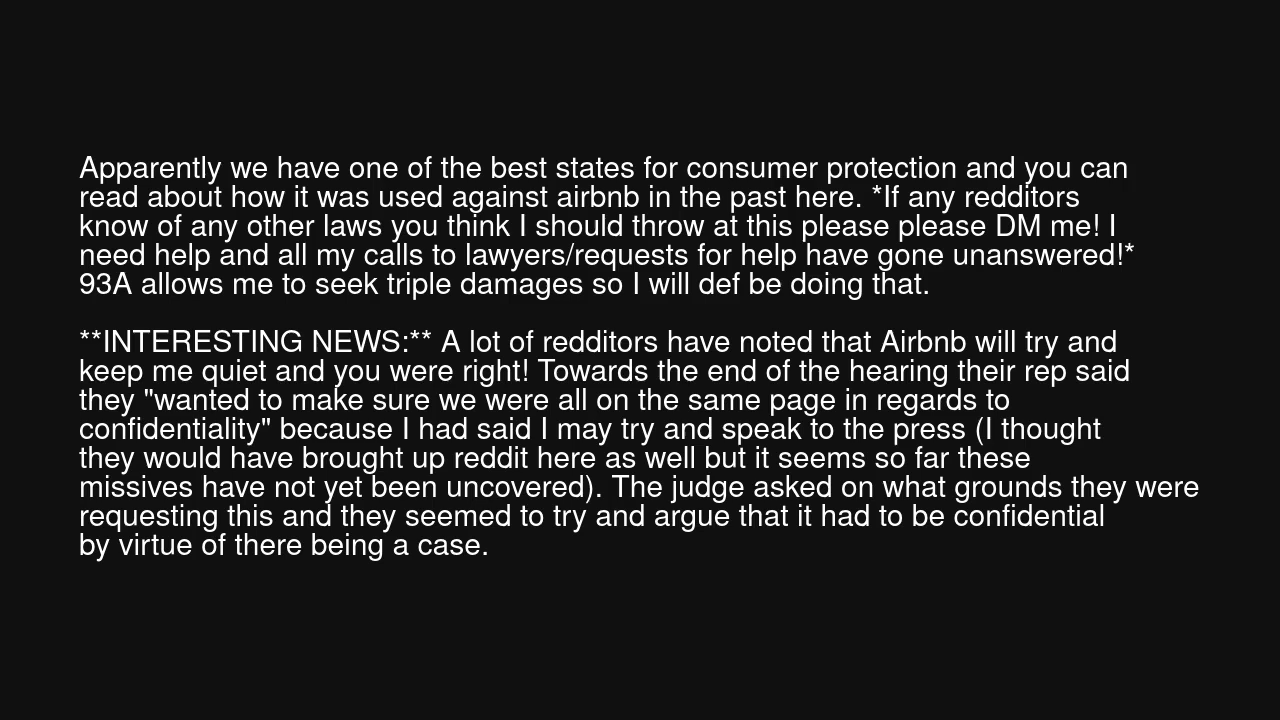 Apparently we have one of the best states for consumer protection and you can
read about how it was used against airbnb in the past here. *If any redditors
know of any other laws you think I should throw at this please please DM me! I
need help and all my calls to lawyers/requests for help have gone unanswered!*
93A allows me to seek triple damages so I will def be doing that.
**INTERESTING NEWS:** A lot of redditors have noted that Airbnb will try and
keep me quiet and you were right! Towards the end of the hearing their rep said
they "wanted to make sure we were all on the same page in regards to
confidentiality" because I had said I may try and speak to the press (I thought
they would have brought up reddit here as well but it seems so far these
missives have not yet been uncovered). The judge asked on what grounds they were
requesting this and they seemed to try and argue that it had to be confidential
by virtue of there being a case.